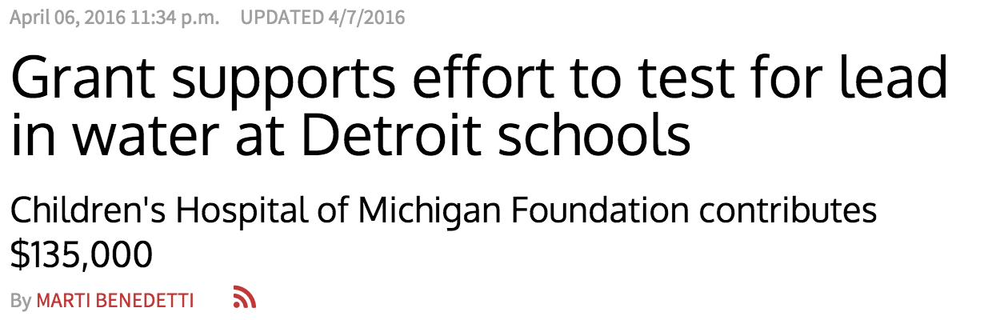 April 06, 2016 11:34 p.m. UPDATED 4/7/2016
Grant supports effort to test for lead
in water at Detroit schools
Children's Hospital of Michigan Foundation contributes
$135,000
By MARTI BENEDETTI